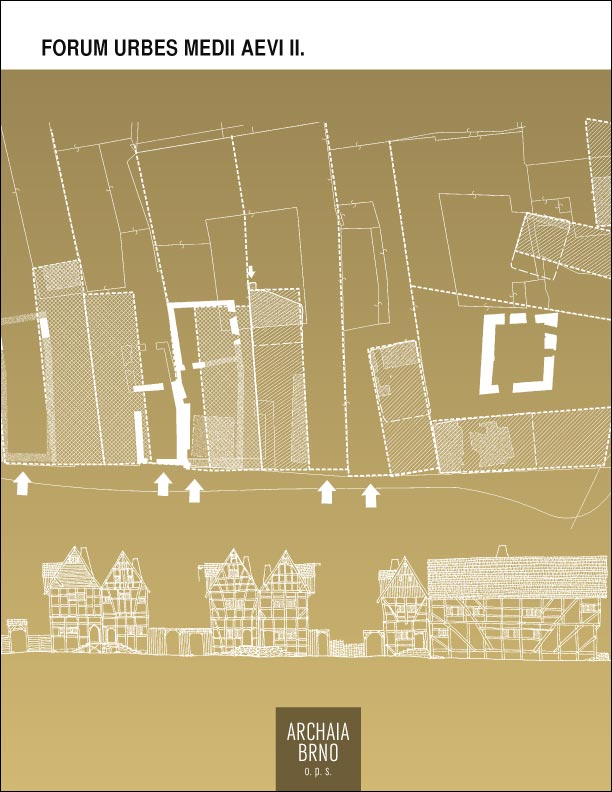 FORUM URBES MEDII AEVI II.
ARCHAIA
BRNO
o. p. s.